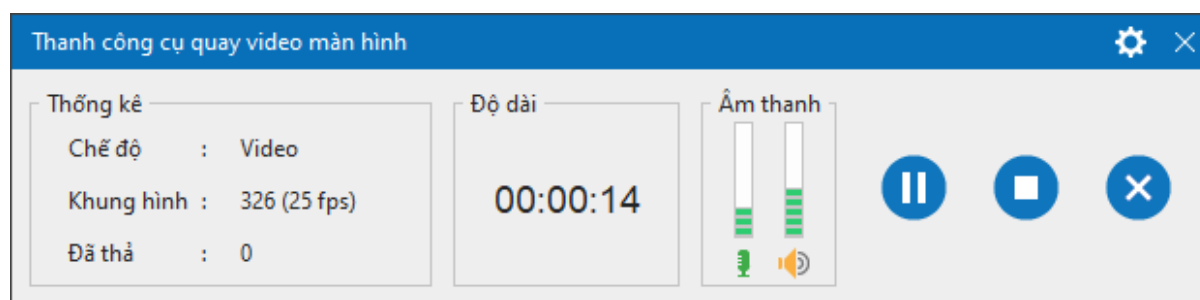 Thanh công cụ quay video màn hình
Thống kê
Chế độ : Video
Khung hình : 326 (25 fps)
Đã thả : 0
Độ dài
00:00:14
Âm thanh